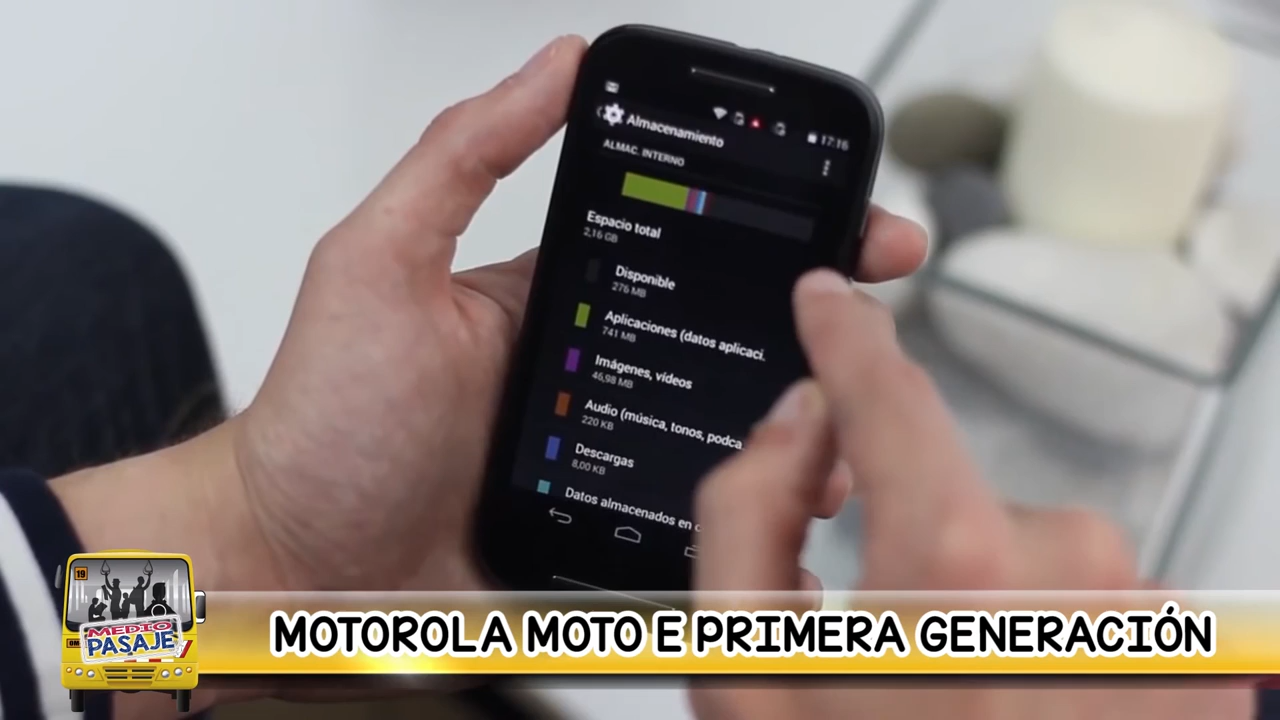 17:16
Almacenamiento
ALMAC. INTERNO
Espacio total
2,16 GB
Disponible
276 MB
Aplicaciones (datos aplicaci.
741 MB
Imágenes, vídeos
46,98 MB
Audio (música, tonos, podca.
220 KB
Descargas
8,00 KB
Datos almacenados en c
19
MEDIO
PASAJE
MOTOROLA MOTO E PRIMERA GENERACIÓN